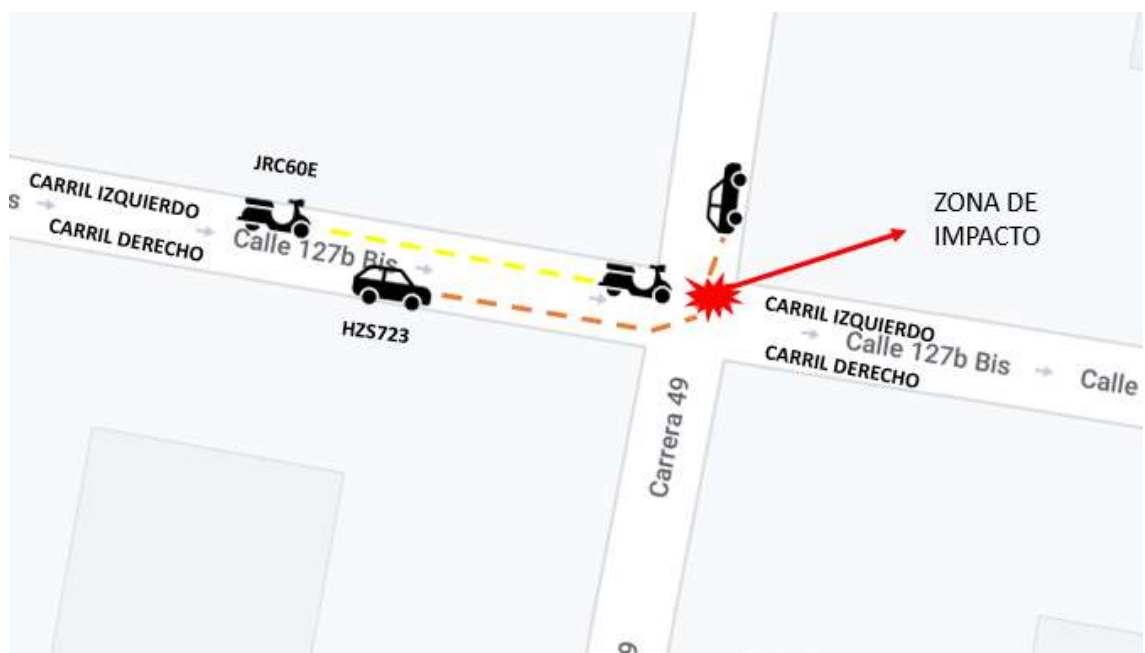 JRC60E
CARRIL IZQUIERDO
s
CARRIL DERECHO
Calle 127b Bis
HZS723
ZONA DE
IMPACTO
CARRIL IZQUIERDO
Calle 127b Bis
Calle
CARRIL DERECHO
Carrera 49
9